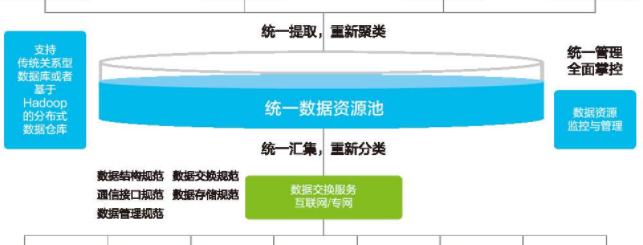 统一提取，重新聚类
支持
传统关系型
数据库或者
基于
Hadoop
的分布式
数据仓库
统一管理
全面掌控
统一数据资源池
数据资源
监控与管理
统一汇集，重新分类
数据结构规范 数据交换规范
通信接口规范 数据存储规范
数据管理规范
数据交换服务
互联网/专网